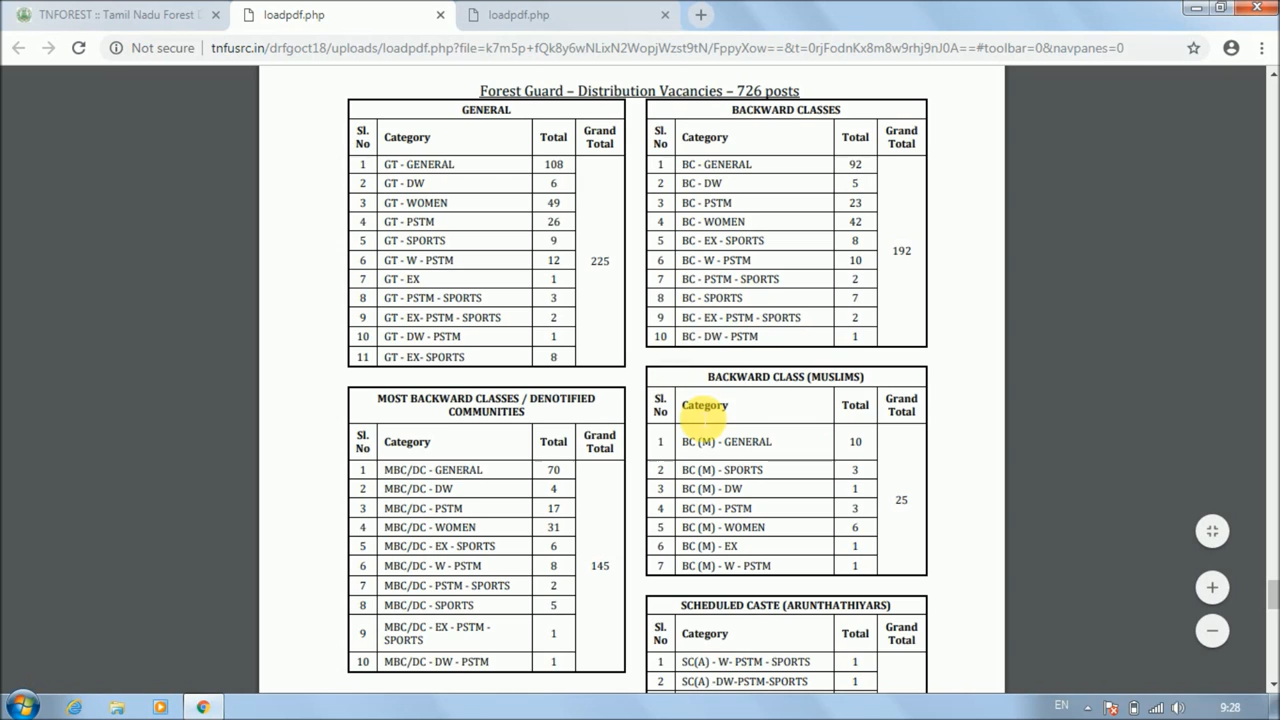 TNFOREST :: Tamil Nadu Forest D
loadpdf.php
loadpdf.php
Not secure
tnfusrc.in/drfgoct18/uploads/loadpdf.php?file=k7m5p+fQk8y6wNLixN2WopjWzst9tN/FppyXow==&t=0rjFodnKx8m8w9rhj9nJ0A==#toolbar=0&navpanes=0
Forest Guard – Distribution Vacancies – 726 posts
GENERAL
Sl. No Category Total Grand Total
1 GT - GENERAL 108
2 GT - DW 6
3 GT - WOMEN 49
4 GT - PSTM 26
5 GT - SPORTS 9
6 GT - W - PSTM 12
225
7 GT - EX 1
8 GT - PSTM - SPORTS 3
9 GT - EX- PSTM - SPORTS 2
10 GT - DW - PSTM 1
11 GT - EX- SPORTS 8
MOST BACKWARD CLASSES / DENOTIFIED
COMMUNITIES
Sl. No Category Total Grand Total
1 MBC/DC - GENERAL 70
2 MBC/DC - DW 4
3 MBC/DC - PSTM 17
4 MBC/DC - WOMEN 31
5 MBC/DC - EX - SPORTS 6
6 MBC/DC - W - PSTM 8
145
7 MBC/DC - PSTM - SPORTS 2
8 MBC/DC - SPORTS 5
9 MBC/DC - EX - PSTM -
SPORTS 1
10 MBC/DC - DW - PSTM 1
BACKWARD CLASSES
Sl. No Category Total Grand Total
1 BC - GENERAL 92
2 BC - DW 5
3 BC - PSTM 23
4 BC - WOMEN 42
5 BC - EX - SPORTS 8
192
6 BC - W - PSTM 10
7 BC - PSTM - SPORTS 2
8 BC - SPORTS 7
9 BC - EX - PSTM - SPORTS 2
10 BC - DW - PSTM 1
BACKWARD CLASS (MUSLIMS)
Sl. No Category Total Grand Total
1 BC (M) - GENERAL 10
2 BC (M) - SPORTS 3
3 BC (M) - DW 1
25
4 BC (M) - PSTM 3
5 BC (M) - WOMEN 6
6 BC (M) - EX 1
7 BC (M) - W - PSTM 1
SCHEDULED CASTE (ARUNTHATHIYARS)
Sl. No Category Total Grand Total
1 SC(A) - W- PSTM - SPORTS 1
2 SC(A) -DW-PSTM-SPORTS 1
EN
9:28